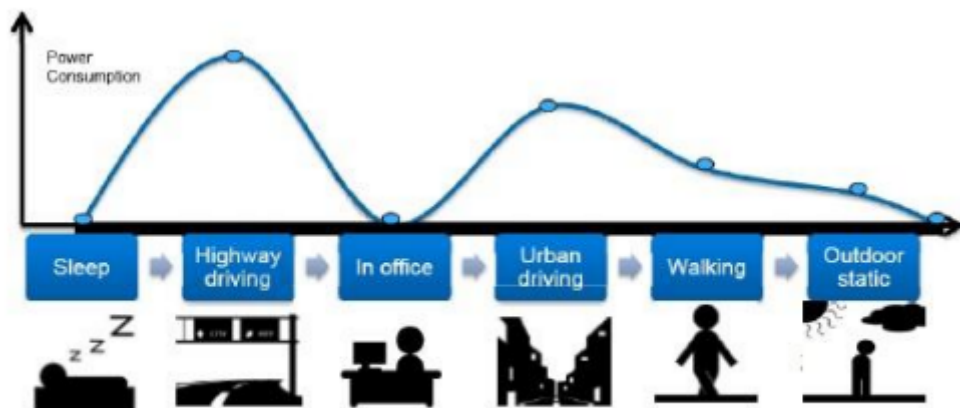 Power
Consumption
Sleep
Highway
driving
In office
Urban
driving
Walking
Outdoor
static
z z Z